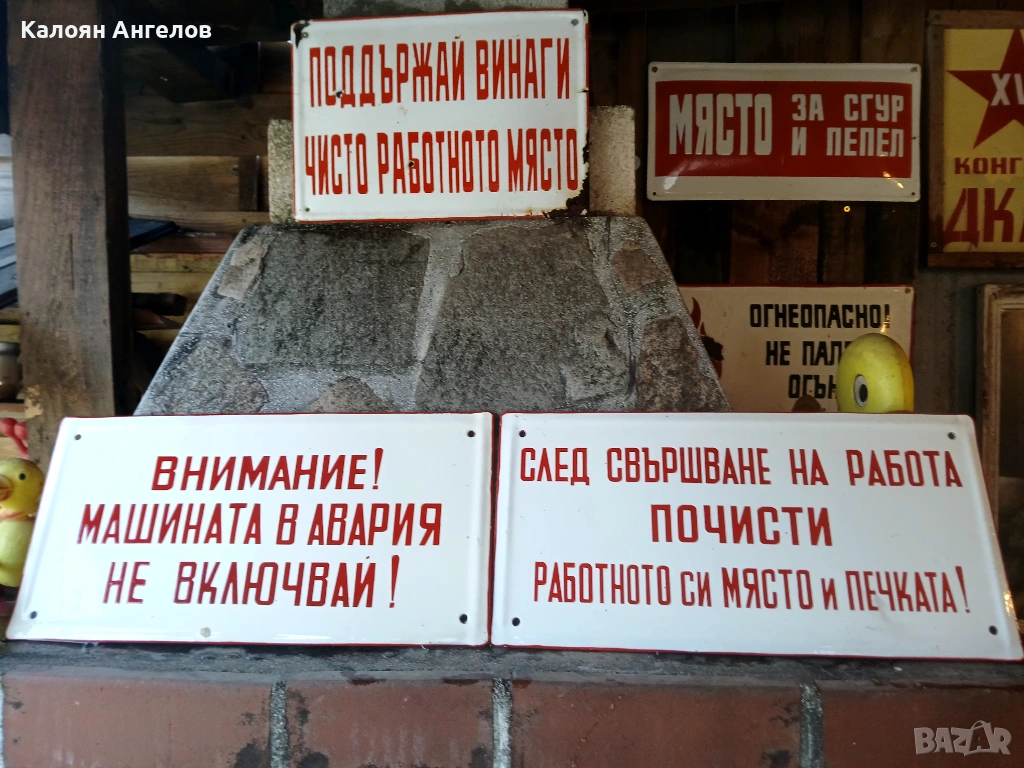 Калоян Ангелов
ПОДДЪРЖАЙ ВИНАГИ
ЧИСТО РАБОТНОТО МЯСТО
МЯСТО ЗА СГУР
И ПЕПЕЛ
КОНГ
ОГНЕОПАСНО!
НЕ
ВНИМАНИЕ!
МАШИНАТА В АВАРИЯ
НЕ ВКЛЮЧВАЙ!
СЛЕД СВЪРШВАНЕ НА РАБОТА
ПОЧИСТИ
РАБОТНОТО СИ МЯСТО И ПЕЧКАТА!
BAZAR